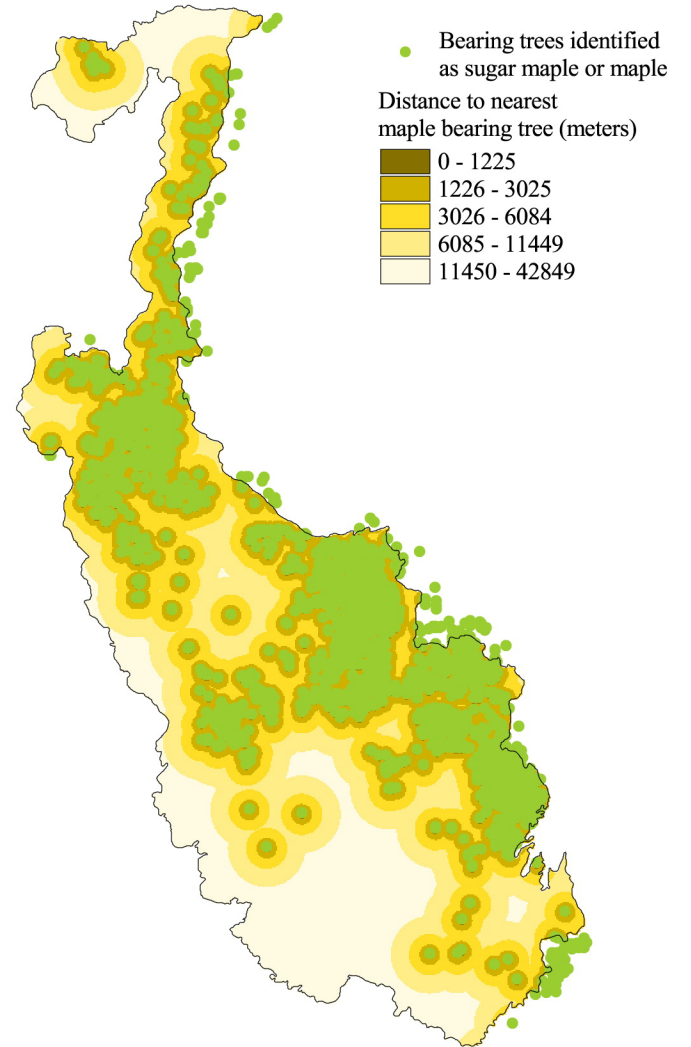 Bearing trees identified
as sugar maple or maple
Distance to nearest
maple bearing tree (meters)
0 - 1225
1226 - 3025
3026 - 6084
6085 - 11449
11450 - 42849